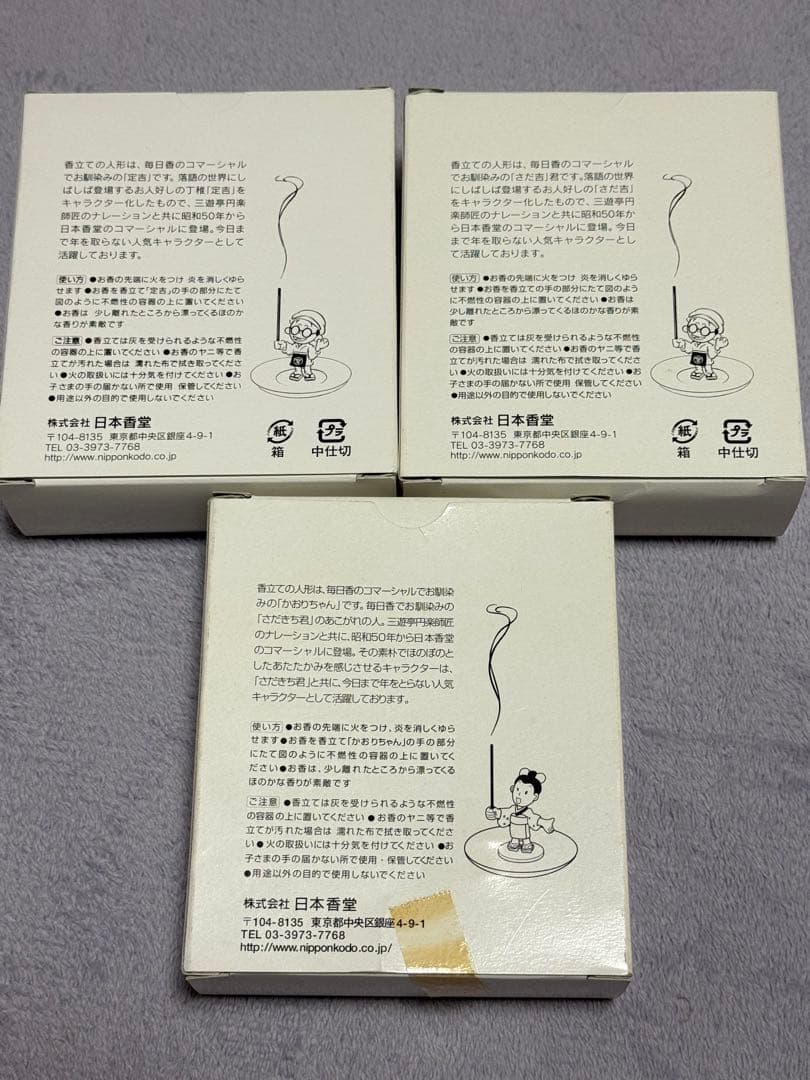 香立ての人形は、毎日香のコマーシャル
でお馴染みの「定吉」です。落語の世界にし
ばしば登場するお人好しの丁稚「定吉」を
キャラクター化したもので、三遊亭円楽
師匠のナレーションと共に昭和50年から
日本香堂のコマーシャルに登場。今日
まで年を取らない人気キャラクターとして
活躍しております。
使い方 ●お香の先端に火をつけ 炎を消しくゆら
せます ●お香を香立て「定吉」の手の部分にたて
図のように不燃性の容器の上に置いてください
●お香は 少し離れたところから漂ってくるほのか
な香りが素敵です
ご注意 ●香立ては灰を受けられるような不燃性
の容器の上に置いてください ●お香のヤニ等で香
立てが汚れた場合は 濡れた布で拭き取ってくださ
い ●火の取扱いには十分気を付けてください ●お
子さまの手の届かない所で使用 保管してください
●用途以外の目的で使用しないでください
株式会社 日本香堂
〒104-8135 東京都中央区銀座4-9-1
TEL 03-3973-7768
http://www.nipponkodo.co.jp
紙
箱
プラ
中仕切
香立ての人形は、毎日香のコマーシャル
でお馴染みの「さだ吉」君です。落語の世界
にしばしば登場するお人好しの「さだ吉」
をキャラクター化したもので、三遊亭円楽
師匠のナレーションと共に昭和50年から
日本香堂のコマーシャルに登場。今日
まで年を取らない人気キャラクターとして
活躍しております。
使い方 ●お香の先端に火をつけ 炎を消しくゆら
せます ●お香を香立ての手の部分にたて図のよう
に不燃性の容器の上に置いてください ●お香は
少し離れたところから漂ってくるほのかな香りが
素敵です
ご注意 ●香立ては灰を受けられるような不燃性
の容器の上に置いてください ●お香のヤニ等で香
立てが汚れた場合は 濡れた布で拭き取ってくださ
い ●火の取扱いには十分気を付けてください ●お
子さまの手の届かない所で使用 保管してください
●用途以外の目的で使用しないでください
株式会社 日本香堂
〒104-8135 東京都中央区銀座4-9-1
TEL 03-3973-7768
http://www.nipponkodo.co.jp
紙
箱
プラ
中仕切
香立ての人形は、毎日香のコマーシャルでお馴染
みの「かおりちゃん」です。毎日香でお馴染みの
「さだきち君」のあこがれの人。三遊亭円楽師匠
のナレーションと共に、昭和50年から日本香堂
のコマーシャルに登場。その素朴でほのぼのと
したあたたかみを感じさせるキャラクターは、
「さだきち君」と共に、今日まで年をとらない人気
キャラクターとして活躍しております。
使い方 ●お香の先端に火をつけ、炎を消しくゆら
せます ●お香を香立て「かおりちゃん」の手の部分
にたて図のように不燃性の容器の上に置いてくだ
さい ●お香は、少し離れたところから漂ってくる
ほのかな香りが素敵です
ご注意 ●香立ては灰を受けられるような不燃性
の容器の上に置いてください ●お香のヤニ等で香
立てが汚れた場合は 濡れた布で拭き取ってくださ
い ●火の取扱いには十分気を付けてください ●お
子さまの手の届かない所で使用・保管してください
●用途以外の目的で使用しないでください
株式会社 日本香堂
〒104-8135 東京都中央区銀座4-9-1
TEL 03-3973-7768
http://www.nipponkodo.co.jp/